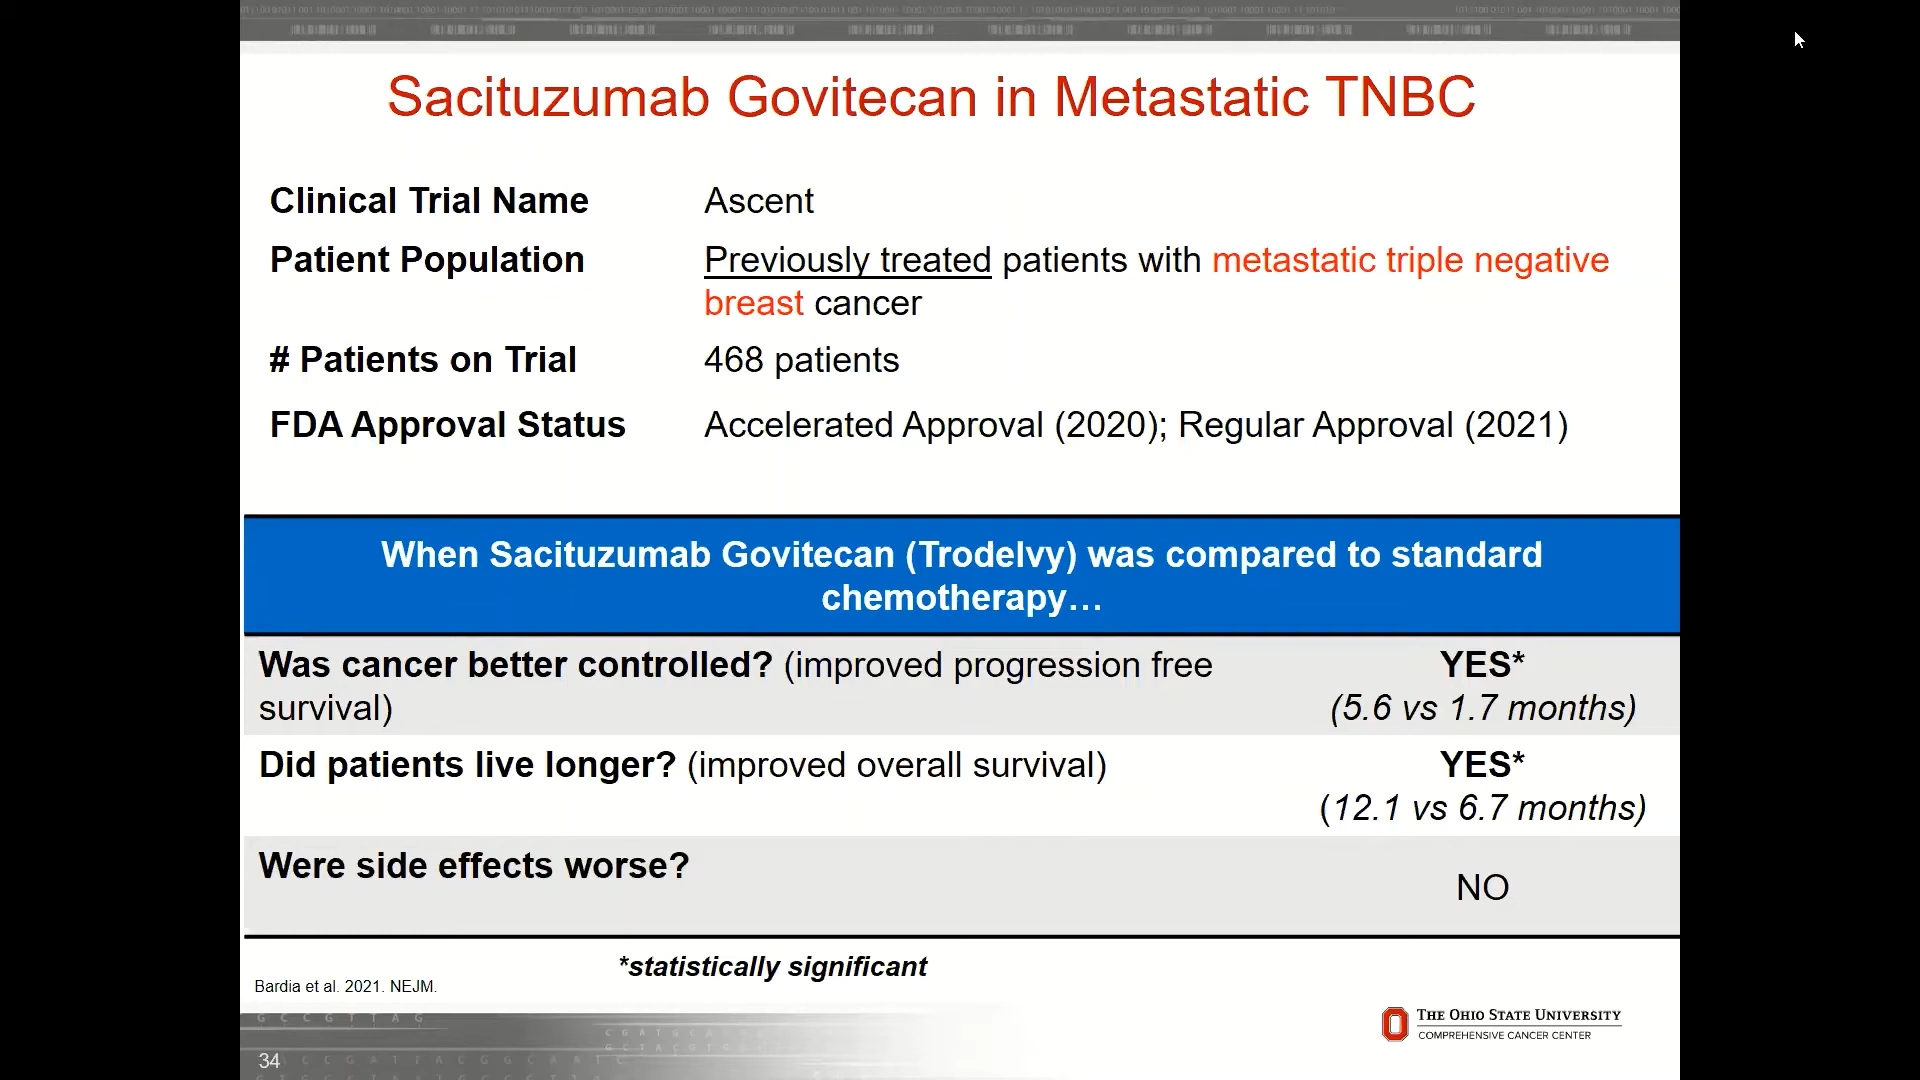 Sacituzumab Govitecan in Metastatic TNBC
Clinical Trial Name Ascent
Patient Population Previously treated patients with metastatic triple negative
breast cancer
# Patients on Trial 468 patients
FDA Approval Status Accelerated Approval (2020); Regular Approval (2021)
When Sacituzumab Govitecan (Trodelvy) was compared to standard
chemotherapy…
Was cancer better controlled? (improved progression free
survival)
YES*
(5.6 vs 1.7 months)
Did patients live longer? (improved overall survival)
YES*
(12.1 vs 6.7 months)
Were side effects worse?
NO
*statistically significant
Bardia et al. 2021. NEJM.
THE OHIO STATE UNIVERSITY
COMPREHENSIVE CANCER CENTER
G C C G T T A G
34